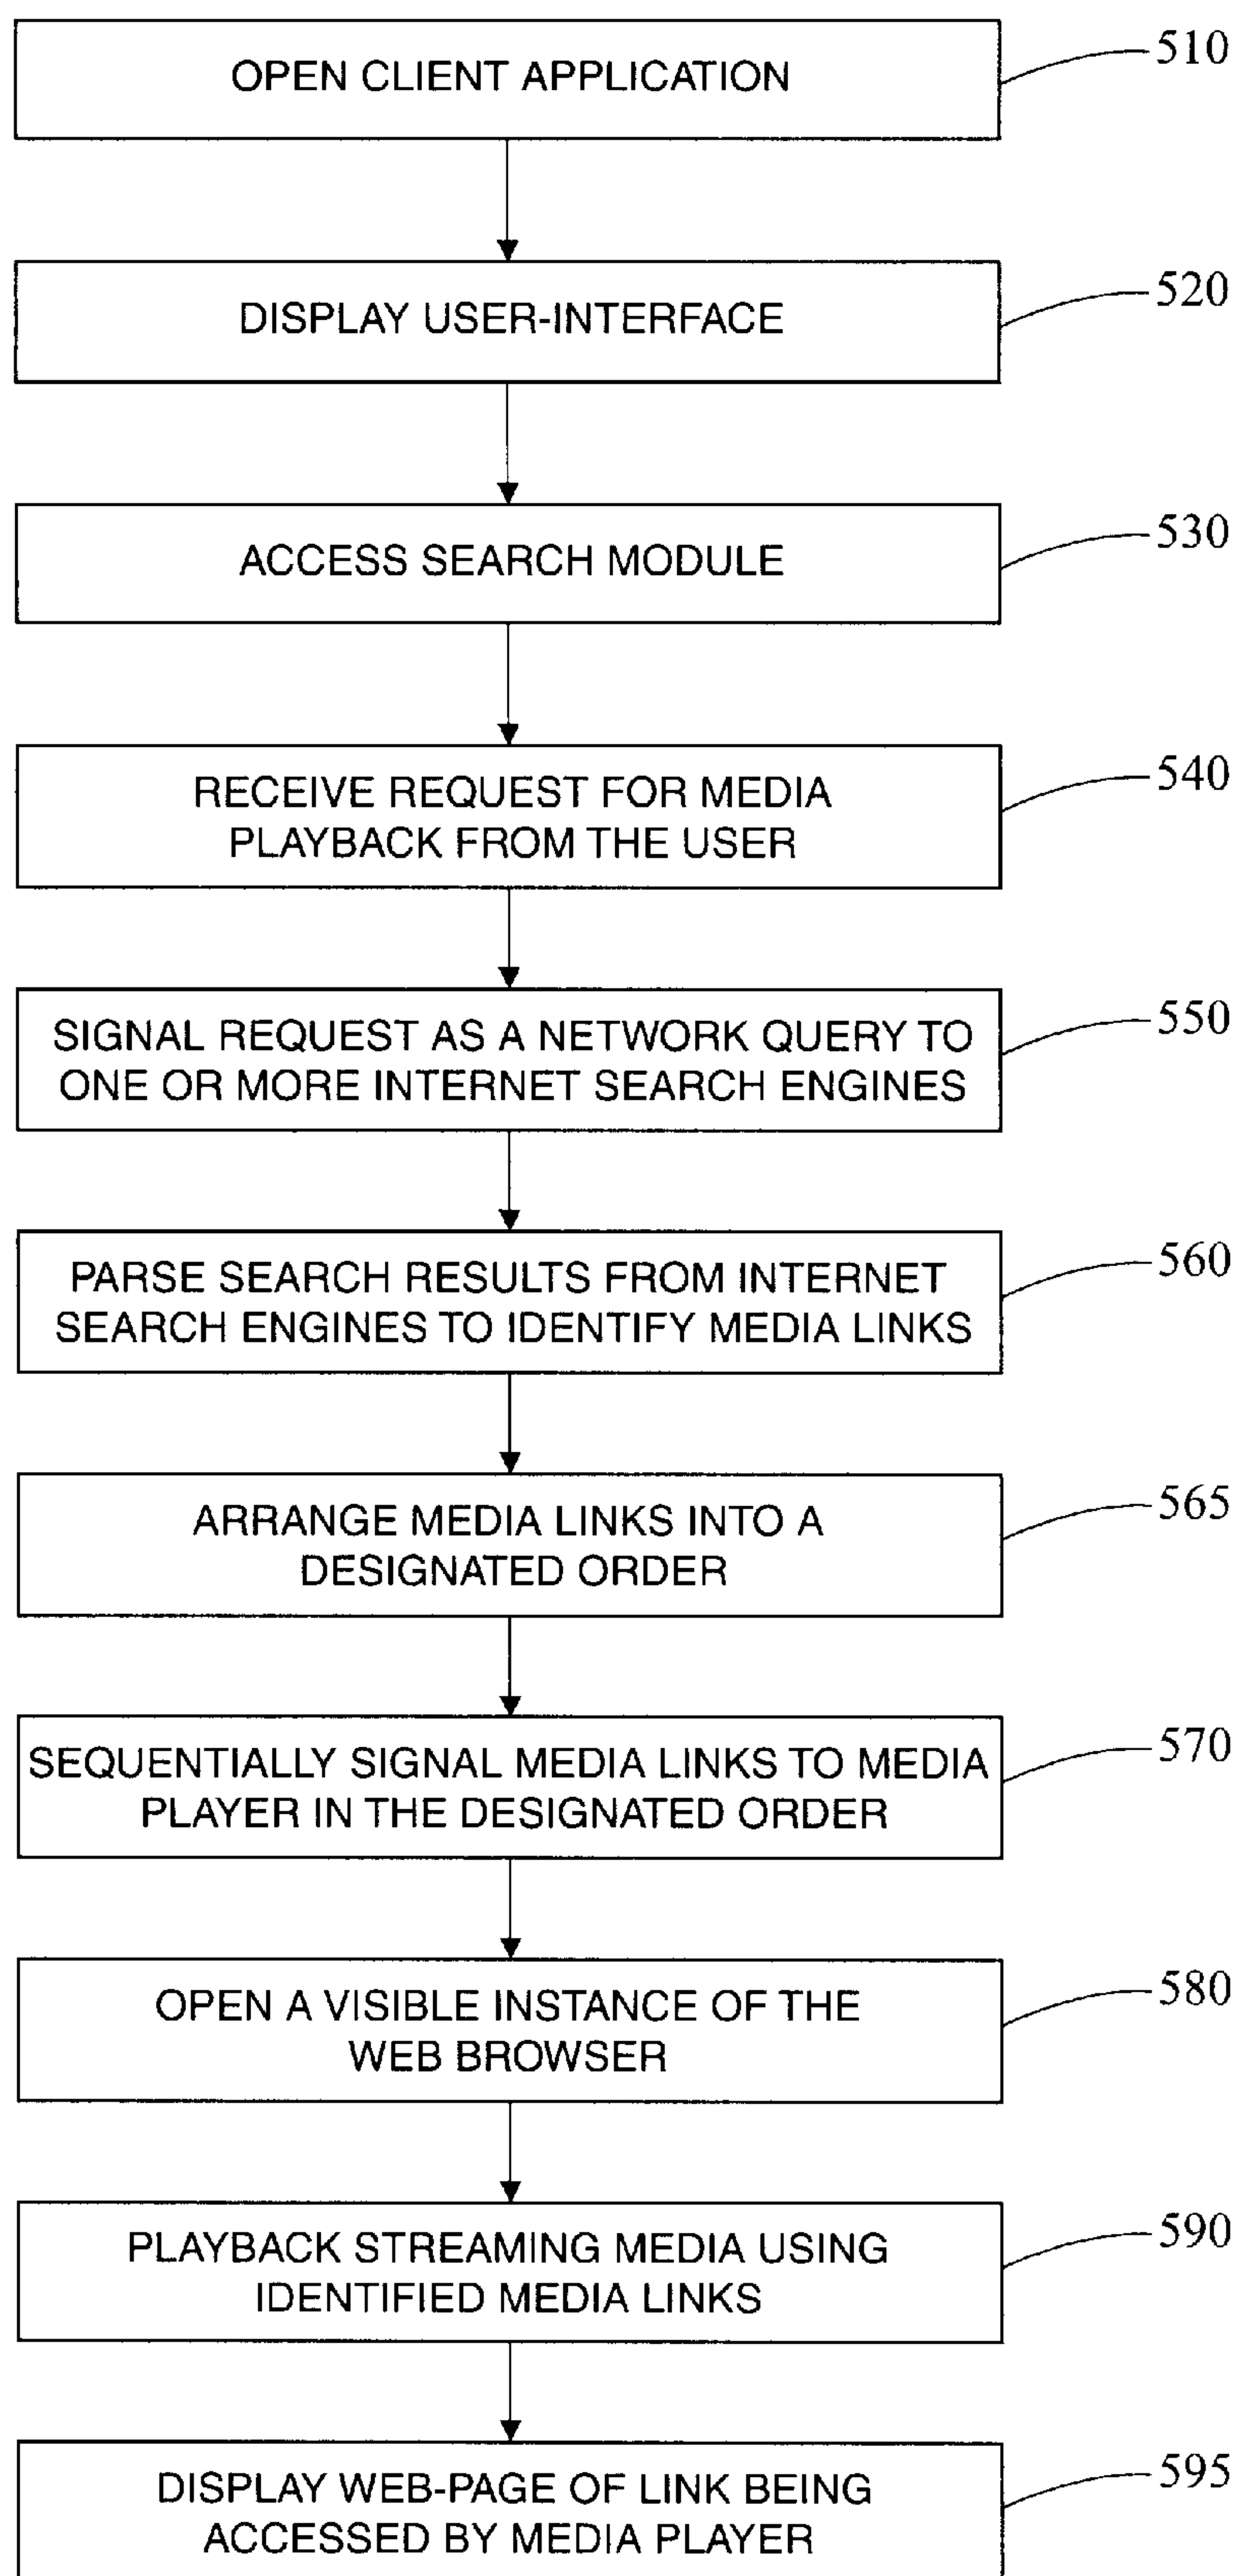 OPEN CLIENT APPLICATION
510
DISPLAY USER-INTERFACE
520
ACCESS SEARCH MODULE
530
RECEIVE REQUEST FOR MEDIA
PLAYBACK FROM THE USER
540
SIGNAL REQUEST AS A NETWORK QUERY TO
ONE OR MORE INTERNET SEARCH ENGINES
550
PARSE SEARCH RESULTS FROM INTERNET
SEARCH ENGINES TO IDENTIFY MEDIA LINKS
560
ARRANGE MEDIA LINKS INTO A
DESIGNATED ORDER
565
SEQUENTIALLY SIGNAL MEDIA LINKS TO MEDIA
PLAYER IN THE DESIGNATED ORDER
570
OPEN A VISIBLE INSTANCE OF THE
WEB BROWSER
580
PLAYBACK STREAMING MEDIA USING
IDENTIFIED MEDIA LINKS
590
DISPLAY WEB-PAGE OF LINK BEING
ACCESSED BY MEDIA PLAYER
595